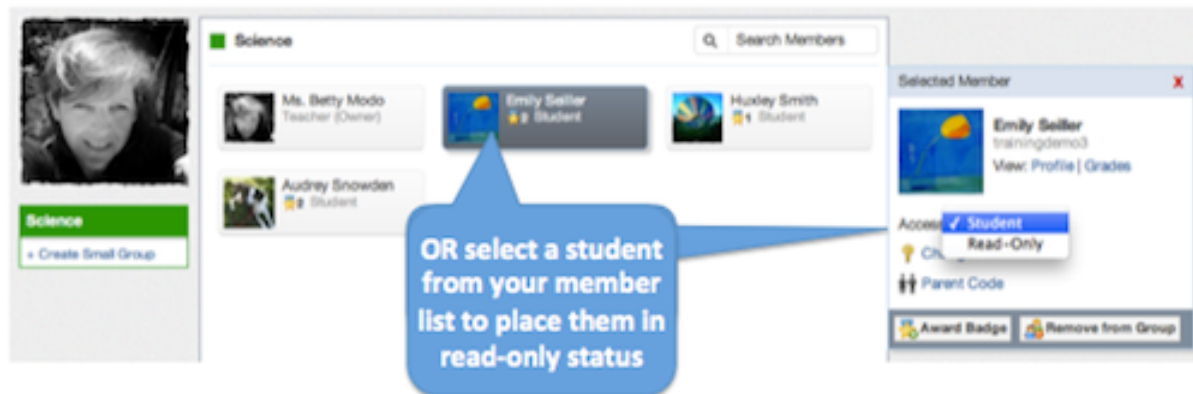 Science
Search Members
Ms. Betty Modo
Teacher (Owner)
Emily Seiller
2 Student
Huxley Smith
1 Student
Audrey Snowden
2 Student
Science
+ Create Small Group
OR select a student
from your member
list to place them in
read-only status
Selected Member X
Emily Seiller
trainingdemo3
View: Profile | Grades
Access ✓ Student
Read-Only
Parent Code
Award Badge Remove from Group